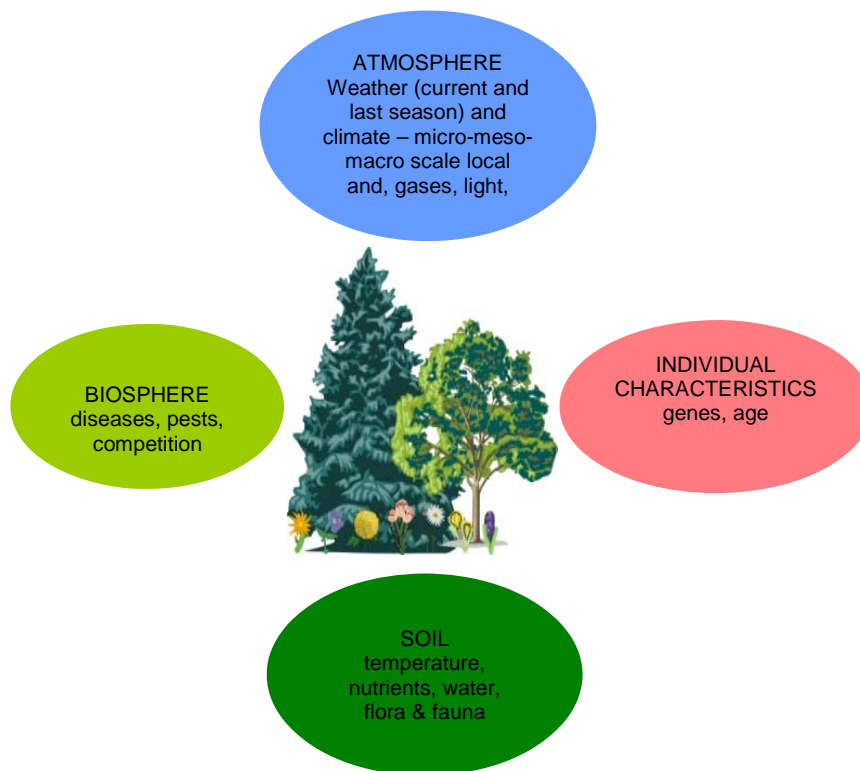 ATMOSPHERE
Weather (current and
last season) and
climate – micro-meso-
macro scale local
and, gases, light,
BIOSPHERE
diseases, pests,
competition
INDIVIDUAL
CHARACTERISTICS
genes, age
SOIL
temperature,
nutrients, water,
flora & fauna